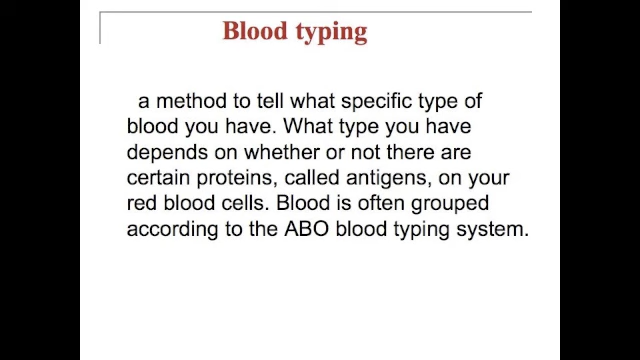 Blood typing
a method to tell what specific type of
blood you have. What type you have
depends on whether or not there are
certain proteins, called antigens, on your
red blood cells. Blood is often grouped
according to the ABO blood typing system.